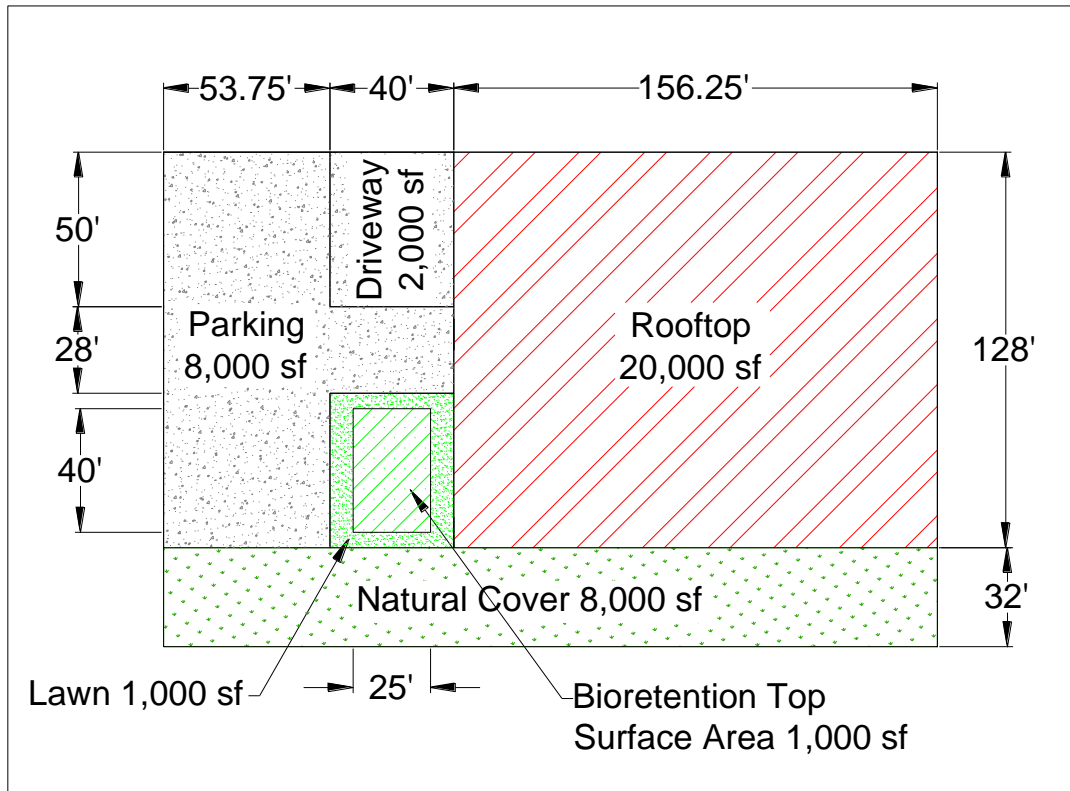 53.75'
40'
156.25'
Driveway
2,000 sf
50'
Parking
8,000 sf
Rooftop
20,000 sf
28'
128'
40'
Natural Cover 8,000 sf
32'
Lawn 1,000 sf
25'
Bioretention Top
Surface Area 1,000 sf